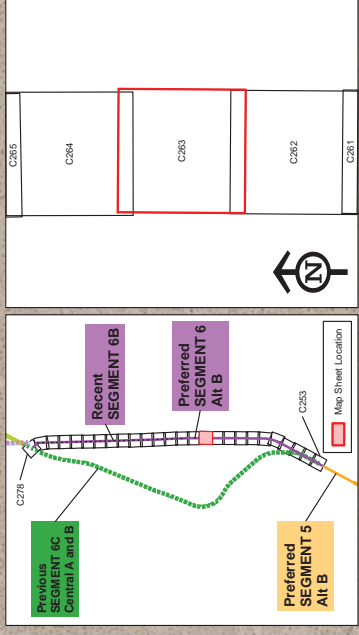 C265
C264
C263
C262
C261
N
C278
Previous
SEGMENT 6C
Central A and B
Recent
SEGMENT 6B
Preferred
SEGMENT 6
Alt B
Preferred
SEGMENT 5
Alt B
C253
Map Sheet Location